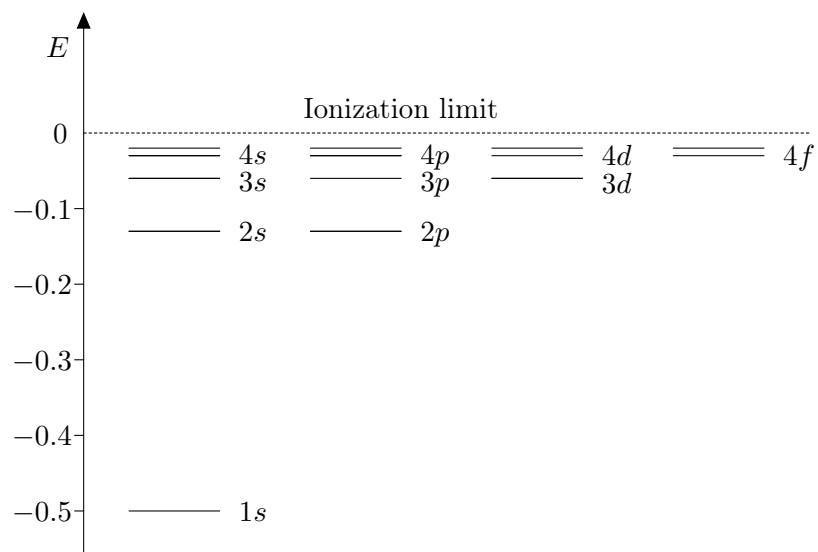 E
Ionization limit
0
4s 4p 4d 4f
3s 3p 3d
−0.1
2s 2p
−0.2
−0.3
−0.4
−0.5 1s